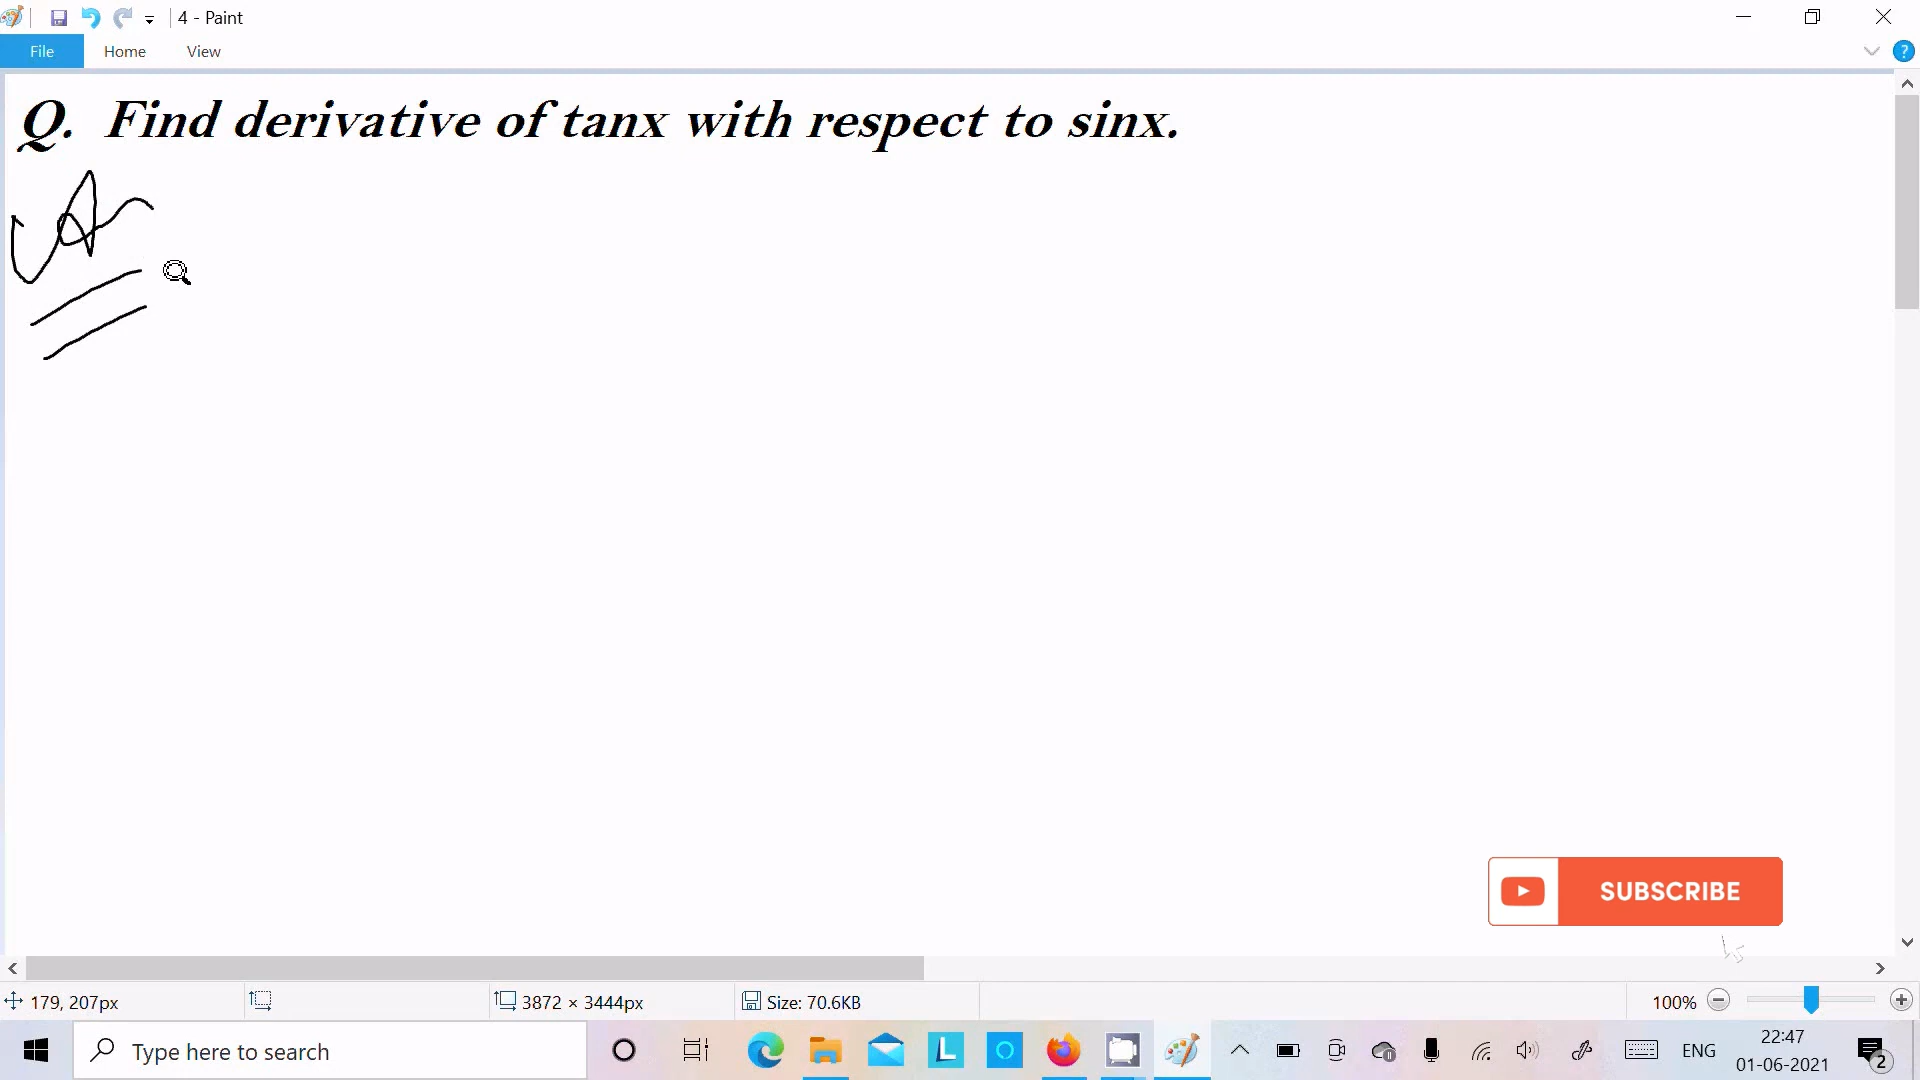 4 - Paint
File Home View
Q. Find derivative of tanx with respect to sinx.
SUBSCRIBE
179, 207px 3872 × 3444px Size: 70.6KB 100%
Type here to search L ENG 22:47
01-06-2021 2